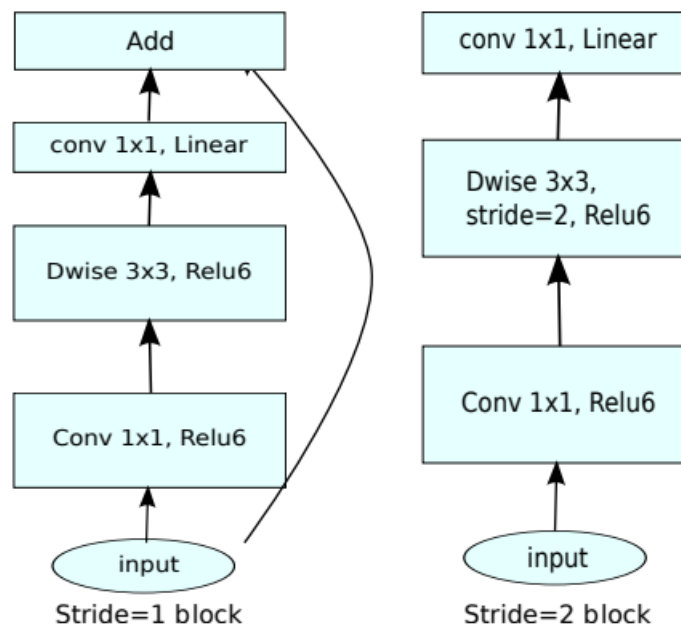 Add
conv 1x1, Linear
Dwise 3x3, Relu6
Conv 1x1, Relu6
input
Stride=1 block
conv 1x1, Linear
Dwise 3x3,
stride=2, Relu6
Conv 1x1, Relu6
input
Stride=2 block